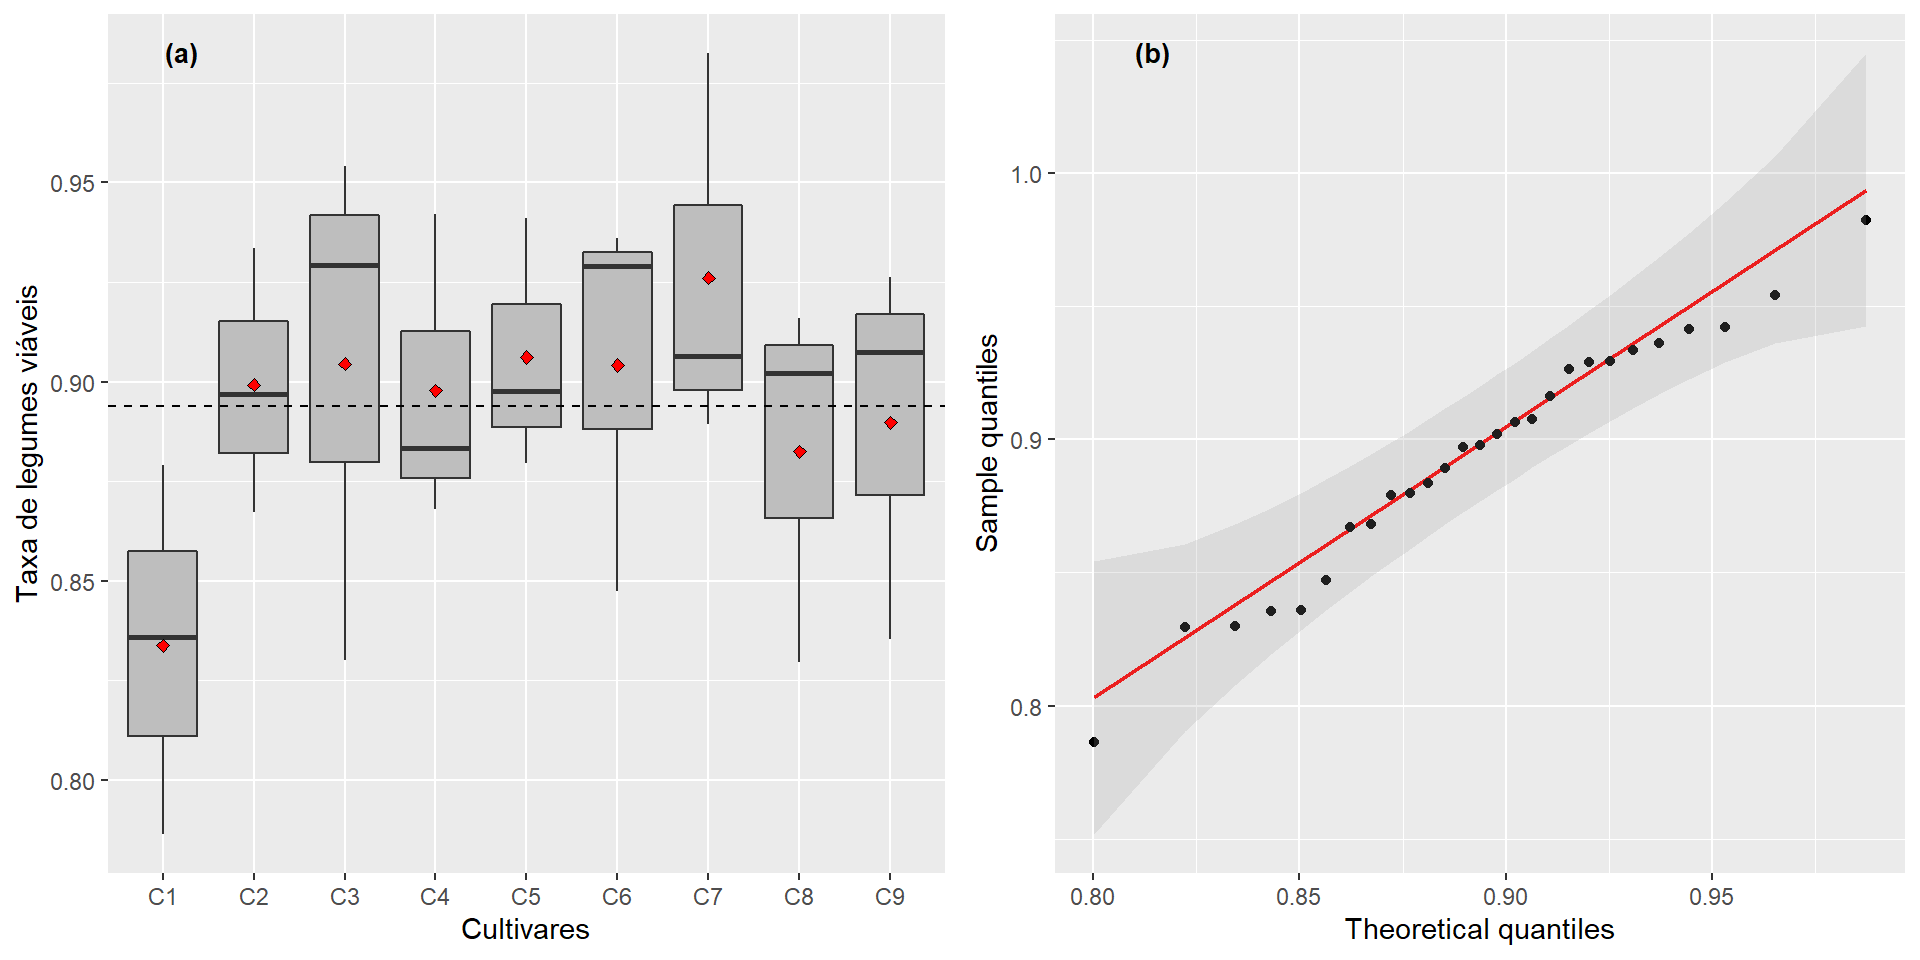 (a)
Taxa de legumes viáveis
0.95
0.90
0.85
0.80
C1 C2 C3 C4 C5 C6 C7 C8 C9
Cultivares
(b)
Sample quantiles
1.0
0.9
0.8
0.80 0.85 0.90 0.95
Theoretical quantiles